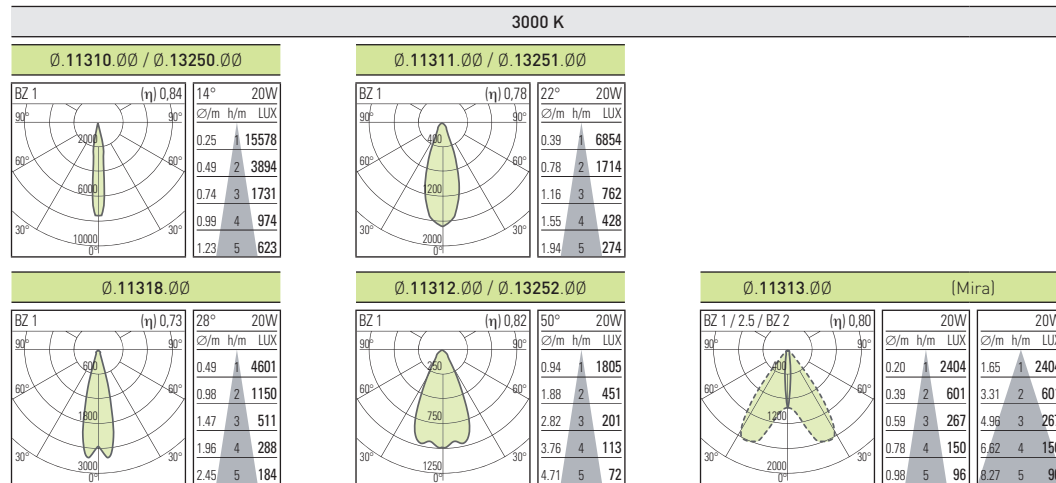 3000 K
Ø.11310.ØØ / Ø.13250.ØØ
BZ 1 (η) 0,84
90° 90°
60° 60°
30° 30°
2000
6000
10000
0°
14° 20W
∅/m h/m LUX
0.25 1 15578
0.49 2 3894
0.74 3 1731
0.99 4 974
1.23 5 623
Ø.11311.ØØ / Ø.13251.ØØ
BZ 1 (η) 0,78
90° 90°
60° 60°
30° 30°
400
1200
2000
0°
22° 20W
∅/m h/m LUX
0.39 1 6854
0.78 2 1714
1.16 3 762
1.55 4 428
1.94 5 274
Ø.11318.ØØ
BZ 1 (η) 0,73
90° 90°
60° 60°
30° 30°
600
1800
3000
0°
28° 20W
∅/m h/m LUX
0.49 1 4601
0.98 2 1150
1.47 3 511
1.96 4 288
2.45 5 184
Ø.11312.ØØ / Ø.13252.ØØ
BZ 1 (η) 0,82
90° 90°
60° 60°
30° 30°
250
750
1250
0°
50° 20W
∅/m h/m LUX
0.94 1 1805
1.88 2 451
2.82 3 201
3.76 4 113
4.71 5 72
Ø.11313.ØØ (Mira)
BZ 1 / 2.5 / BZ 2 (η) 0,80
90° 90°
60° 60°
30° 30°
400
1200
2000
0°
20W
∅/m h/m LUX
0.20 1 2404
0.39 2 601
0.59 3 267
0.78 4 150
0.98 5 96
20W
∅/m h/m LUX
1.65 1 2404
3.31 2 601
4.96 3 267
6.62 4 150
8.27 5 96